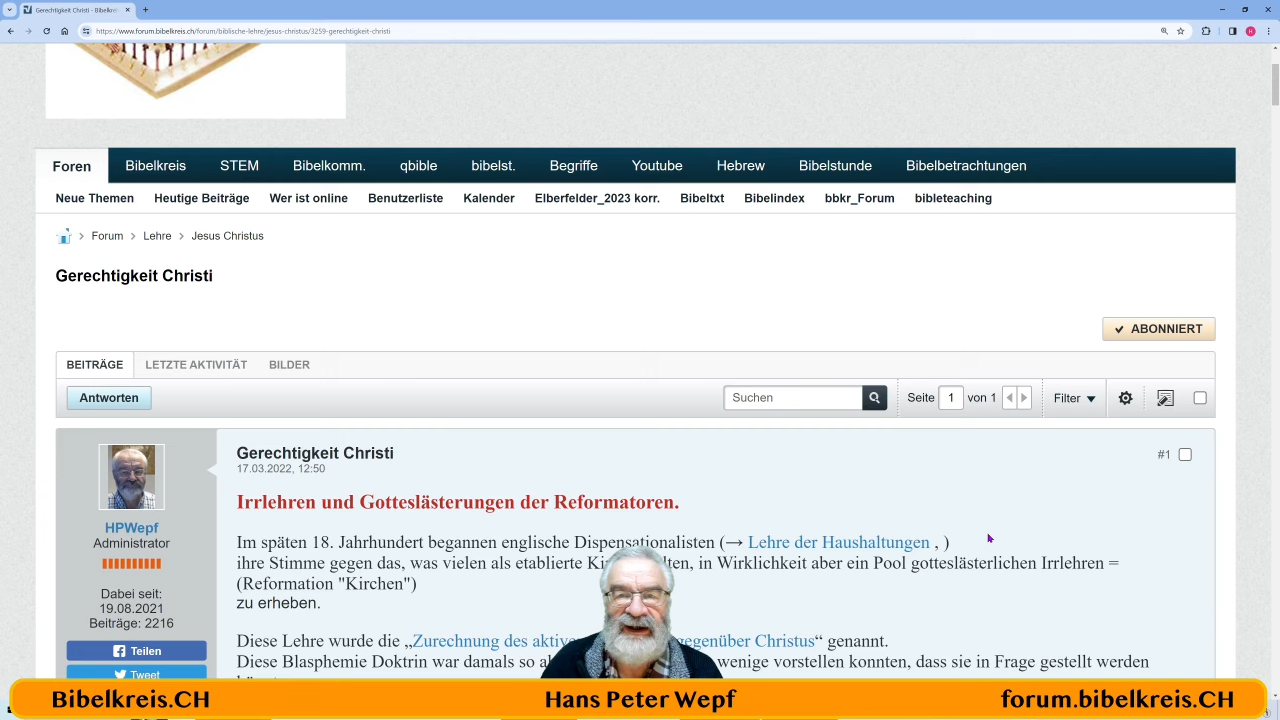 Gerechtigkeit Christi - Bibelkrei
https://www.forum.bibelkreis.ch/forum/biblische-lehre/jesus-christus/3259-gerechtigkeit-christi
Foren Bibelkreis STEM Bibelkomm. qbible bibelst. Begriffe Youtube Hebrew Bibelstunde Bibelbetrachtungen
Neue Themen Heutige Beiträge Wer ist online Benutzerliste Kalender Elberfelder_2023 korr. Bibeltxt Bibelindex bbkr_Forum bibleteaching
Forum Lehre Jesus Christus
Gerechtigkeit Christi
ABONNIERT
BEITRÄGE LETZTE AKTIVITÄT BILDER
Antworten Suchen Seite 1 von 1 Filter
Gerechtigkeit Christi #1
17.03.2022, 12:50
Irrlehren und Gotteslästerungen der Reformatoren.
HPWepf
Administrator
Dabei seit:
19.08.2021
Beiträge: 2216
Teilen
Tweet
Im späten 18. Jahrhundert begannen englische Dispensationalisten (→ Lehre der Haushaltungen , )
ihre Stimme gegen das, was vielen als etablierte in Wirklichkeit aber ein Pool gotteslästerlichen Irrlehren =
(Reformation "Kirchen")
zu erheben.
Diese Lehre wurde die „Zurechnung des gegenüber Christus“ genannt.
Diese Blasphemie Doktrin war damals so wenige vorstellen konnten, dass sie in Frage gestellt werden
Bibelkreis.CH Hans Peter Wepf forum.bibelkreis.CH